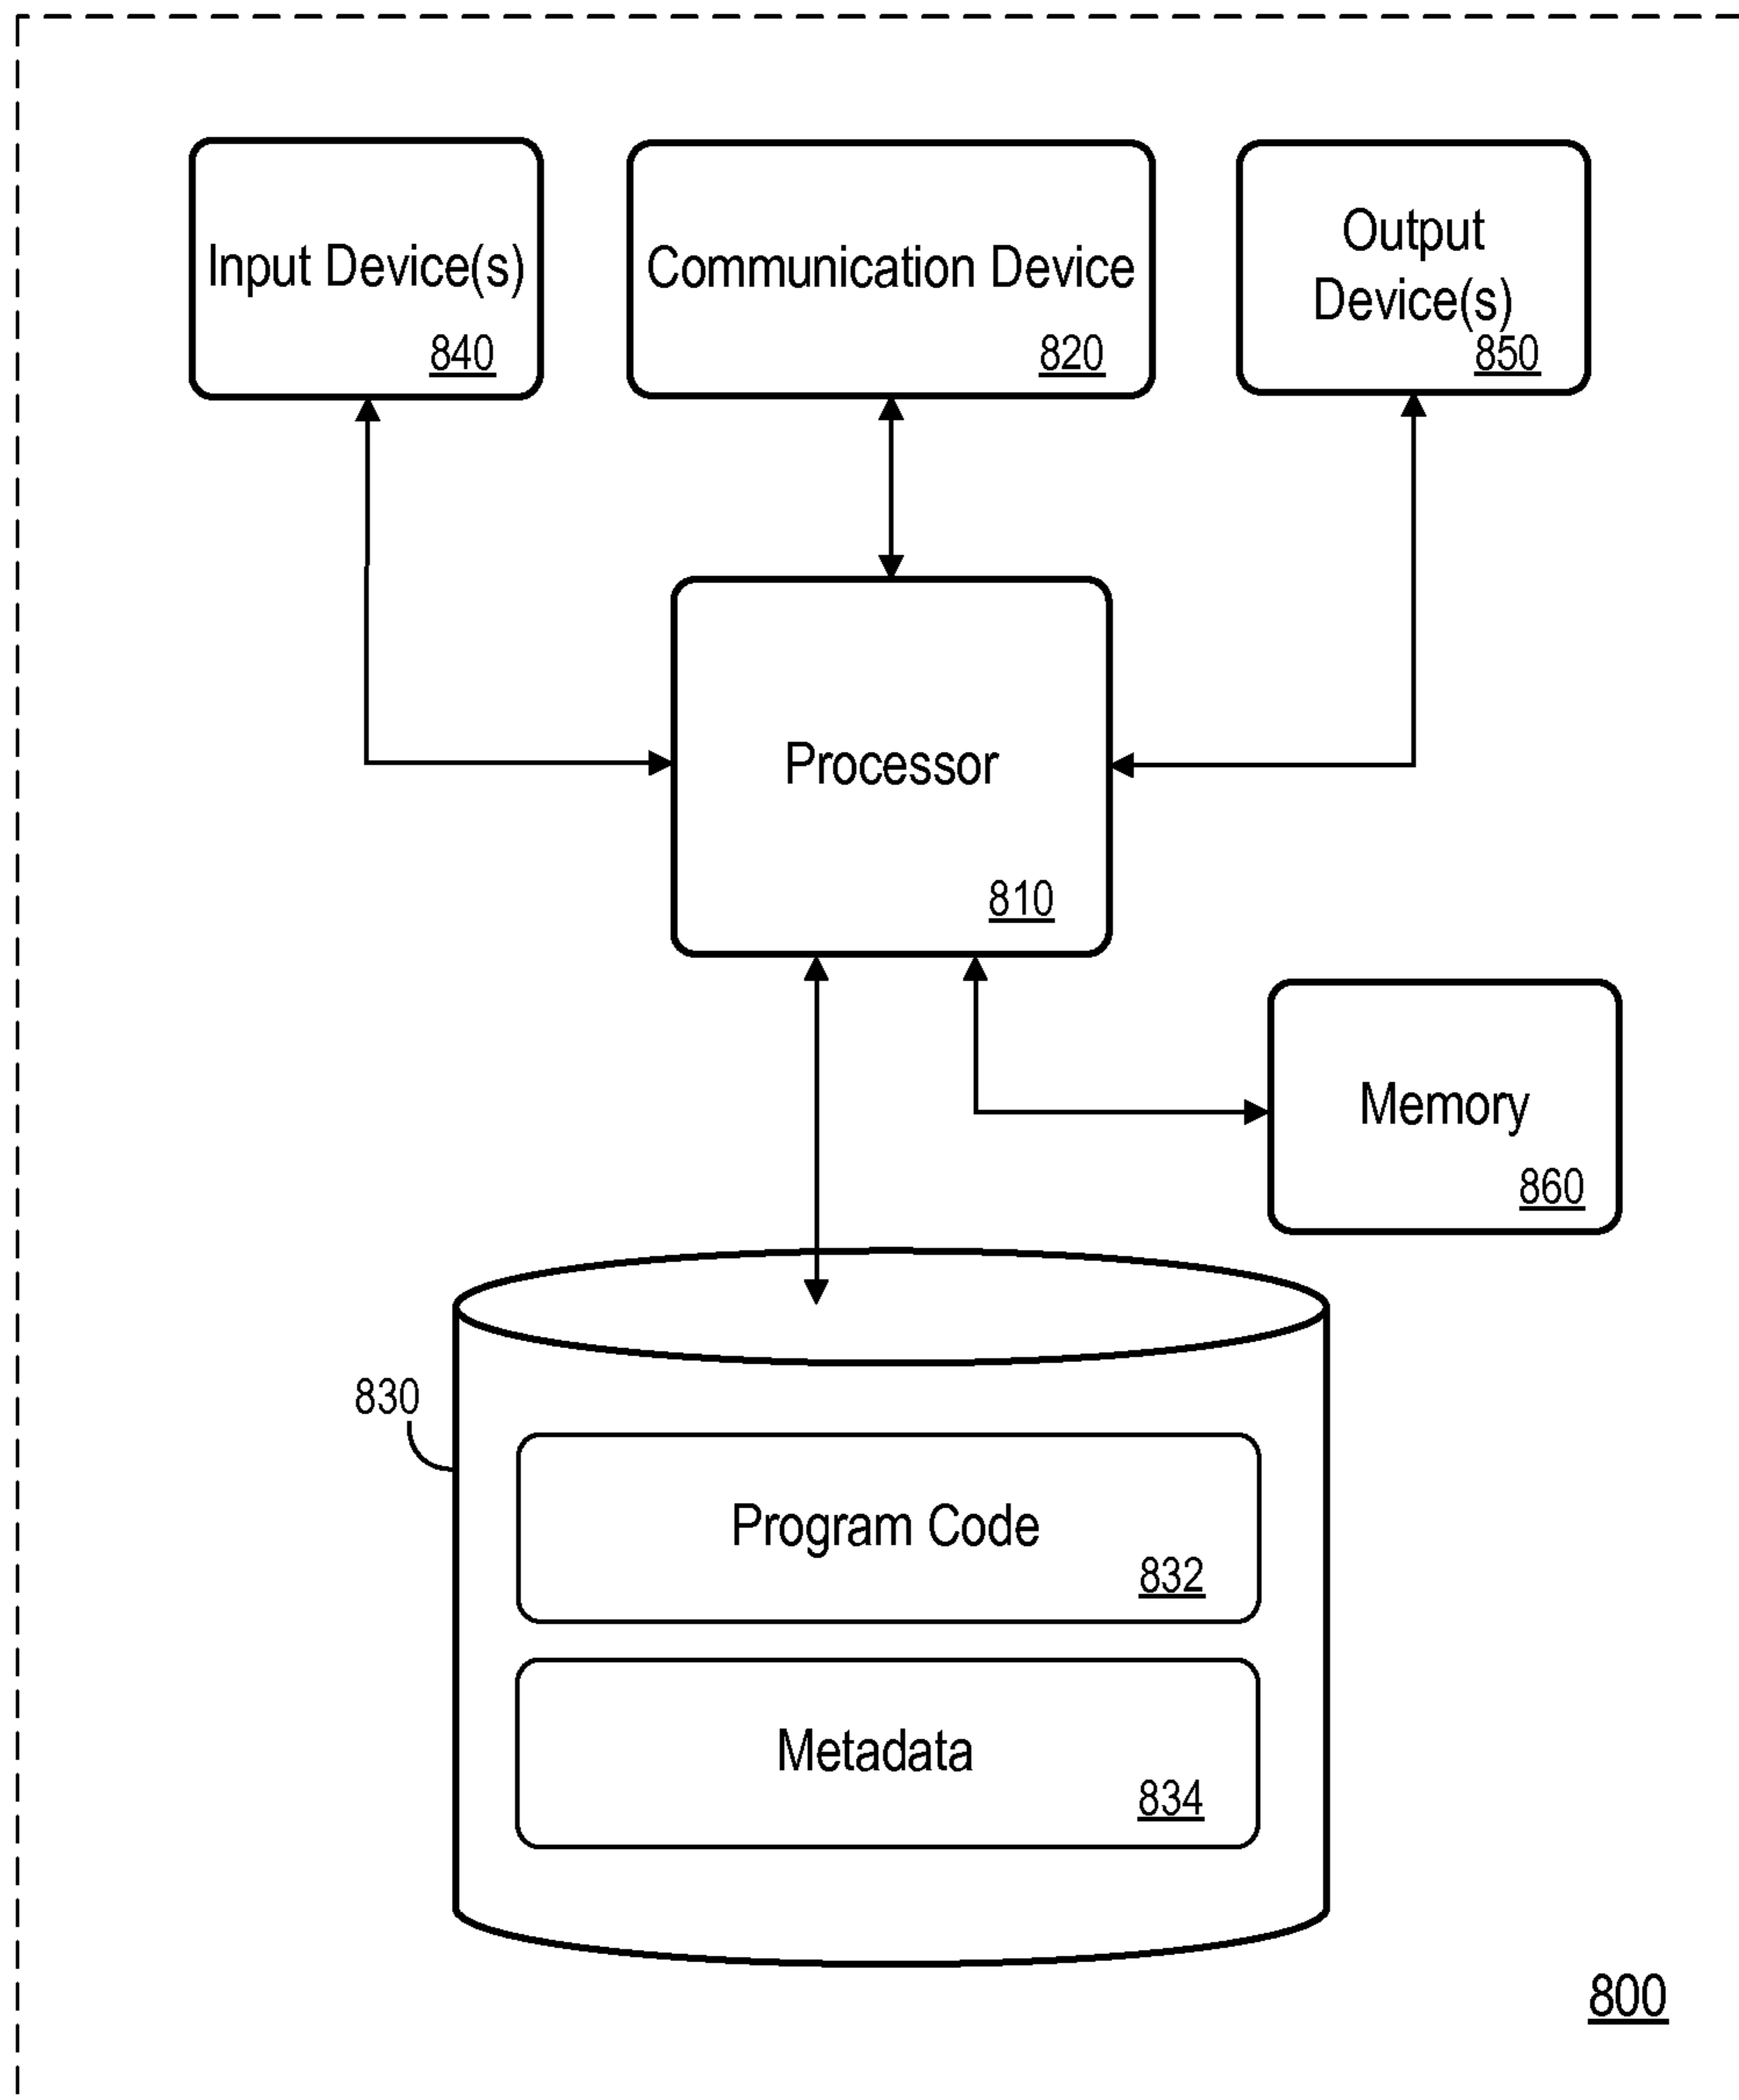 Input Device(s)
840
Communication Device
820
Output
Device(s)
850
Processor
810
Memory
860
830
Program Code
832
Metadata
834
800